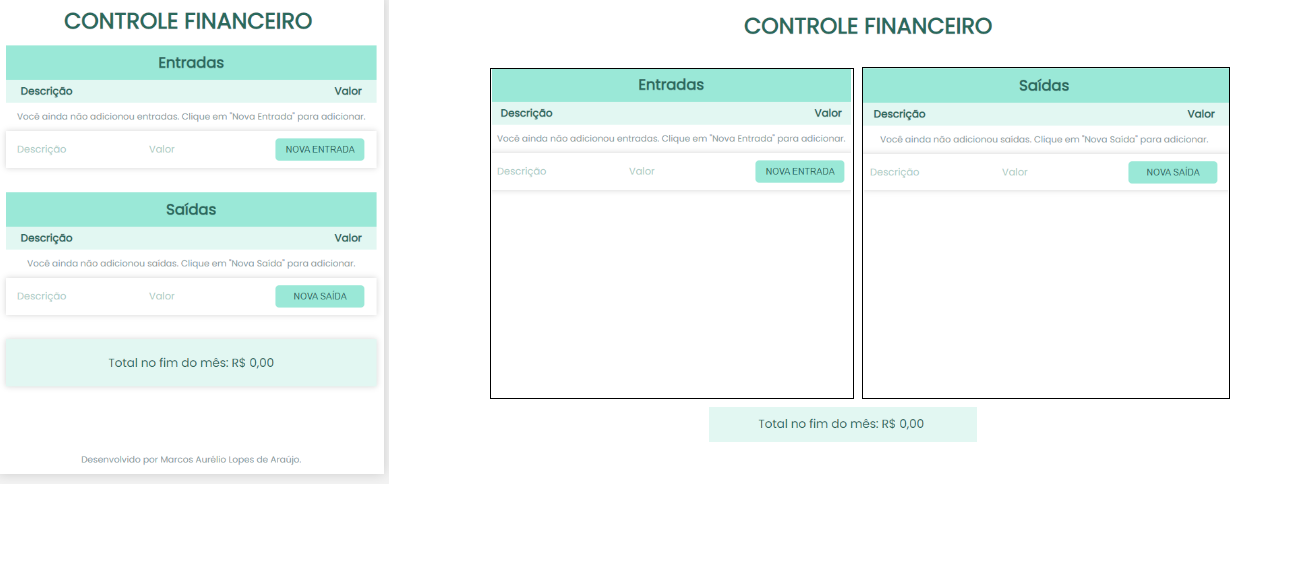 CONTROLE FINANCEIRO
Entradas
Descrição Valor
Você ainda não adicionou entradas. Clique em "Nova Entrada" para adicionar.
Descrição Valor NOVA ENTRADA
Saídas
Descrição Valor
Você ainda não adicionou saidas. Clique em "Nova Saída" para adicionar.
Descrição Valor NOVA SAÍDA
Total no fim do mês: R$ 0,00
Desenvolvido por Marcos Aurélio Lopes de Araújo.
CONTROLE FINANCEIRO
Entradas
Descrição Valor
Você ainda não adicionou entradas. Clique em "Nova Entrada" para adicionar.
Descrição Valor NOVA ENTRADA
Saídas
Descrição Valor
Você ainda não adicionou saidas. Clique em "Nova Saída" para adicionar.
Descrição Valor NOVA SAÍDA
Total no fim do mês: R$ 0,00